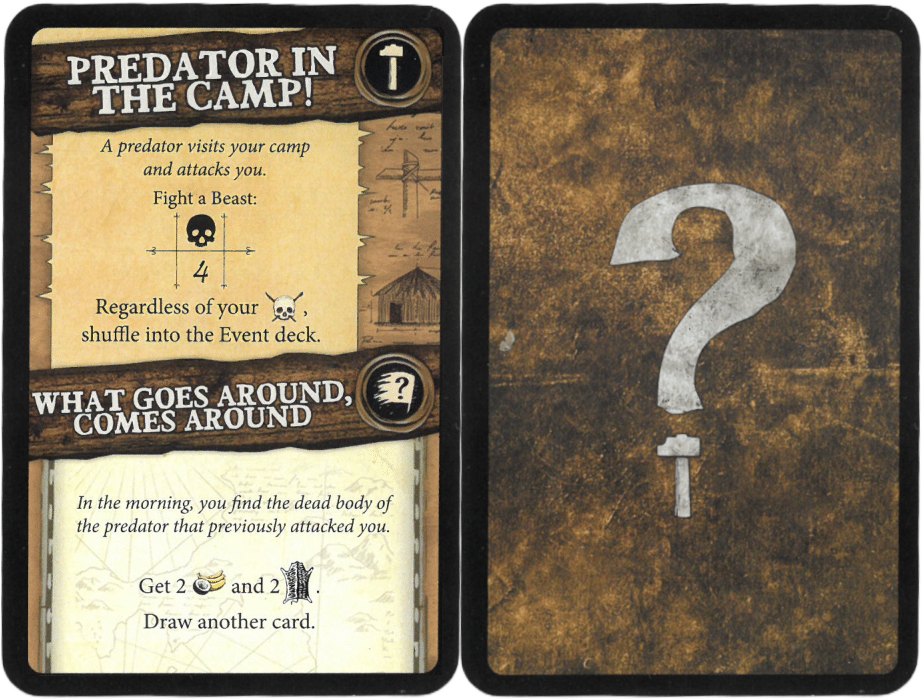 PREDATOR IN
THE CAMP!
A predator visits your camp
and attacks you.
Fight a Beast:
4
Regardless of your ,
shuffle into the Event deck.
WHAT GOES AROUND,
COMES AROUND
?
In the morning, you find the dead body of
the predator that previously attacked you.
Get 2 and 2 .
Draw another card.
?